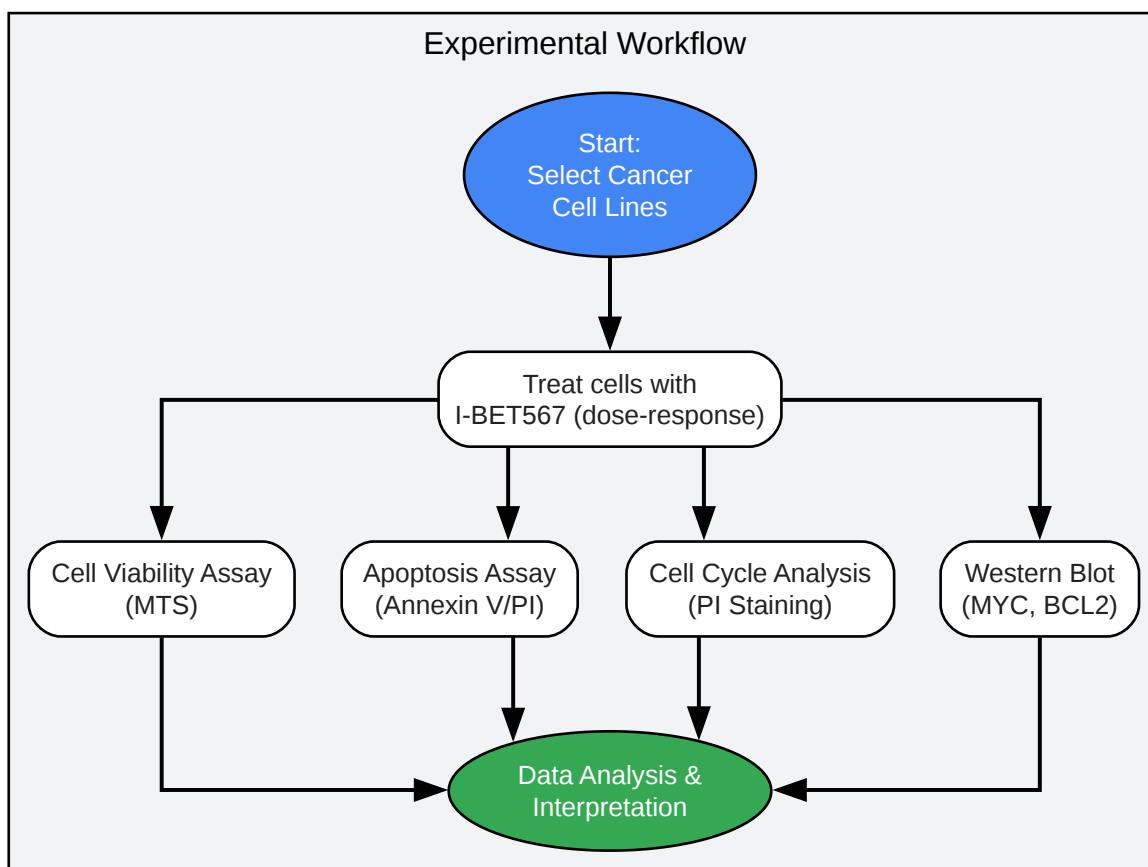 Experimental Workflow
Start:
Select Cancer
Cell Lines
Treat cells with
I-BET567 (dose-response)
Cell Viability Assay
(MTS)
Apoptosis Assay
(Annexin V/PI)
Cell Cycle Analysis
(PI Staining)
Western Blot
(MYC, BCL2)
Data Analysis &
Interpretation